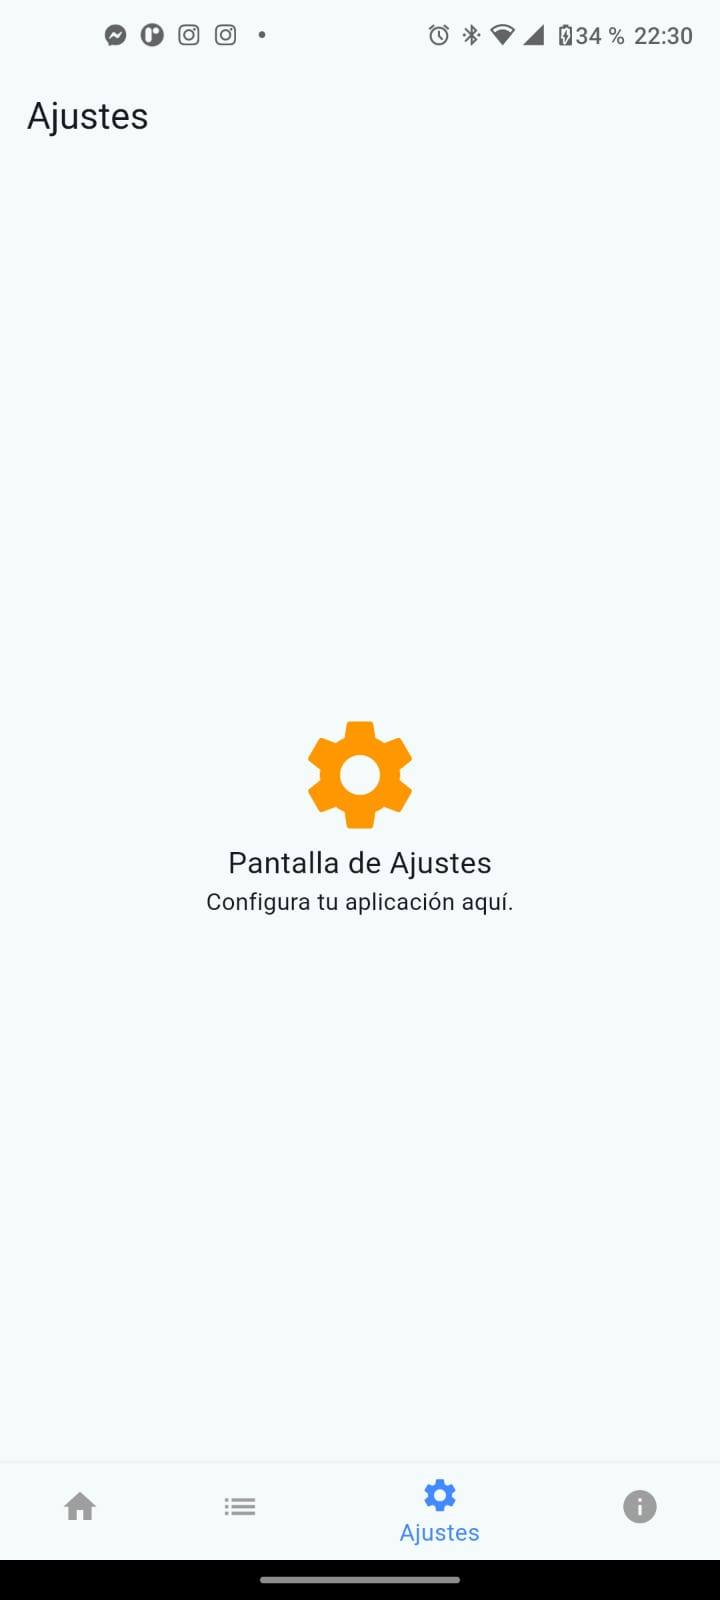 34 % 22:30
Ajustes
Pantalla de Ajustes
Configura tu aplicación aquí.
Ajustes